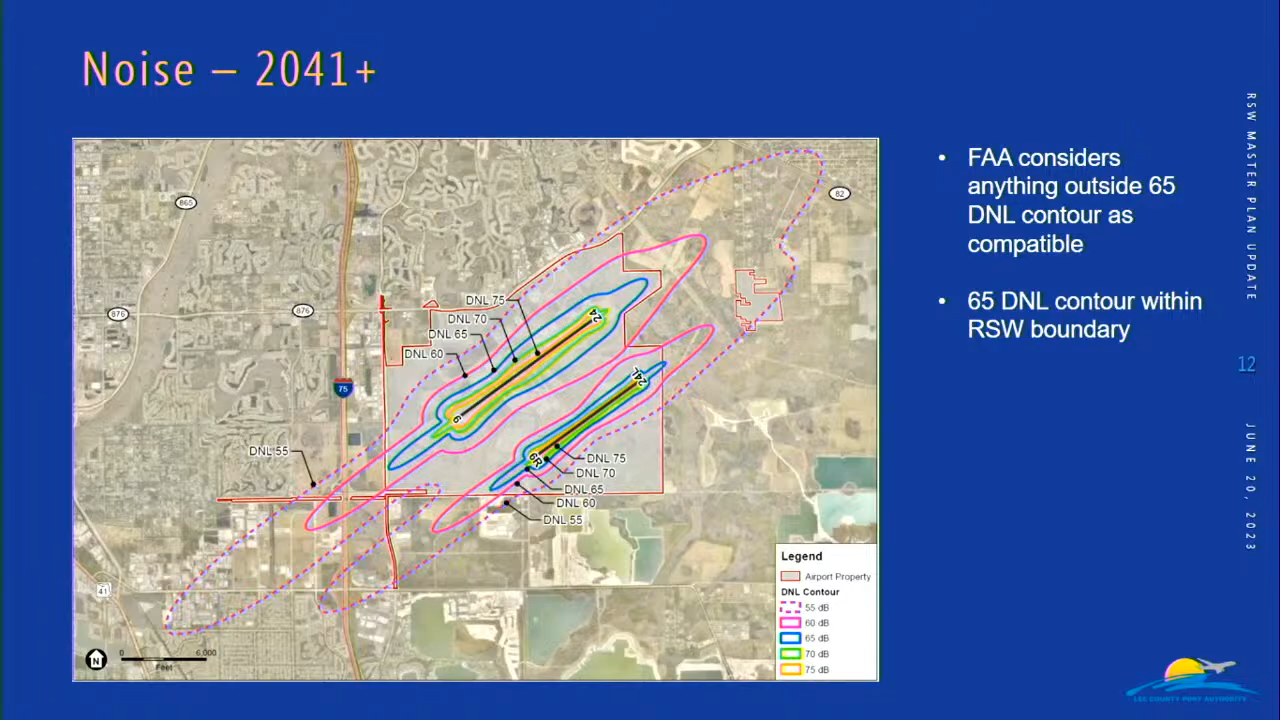 Noise – 2041+
865
82
876
876
75
41
DNL 75
DNL 70
DNL 65
DNL 60
DNL 55
24
6
24L
6R
DNL 75
DNL 70
DNL 65
DNL 60
DNL 55
N
0 6,000
Feet
Legend
Airport Property
DNL Contour
55 dB
60 dB
65 dB
70 dB
75 dB
• FAA considers
anything outside 65
DNL contour as
compatible
• 65 DNL contour within
RSW boundary
RSW MASTER PLAN UPDATE
12
JUNE 20, 2023
LEE COUNTY PORT AUTHORITY